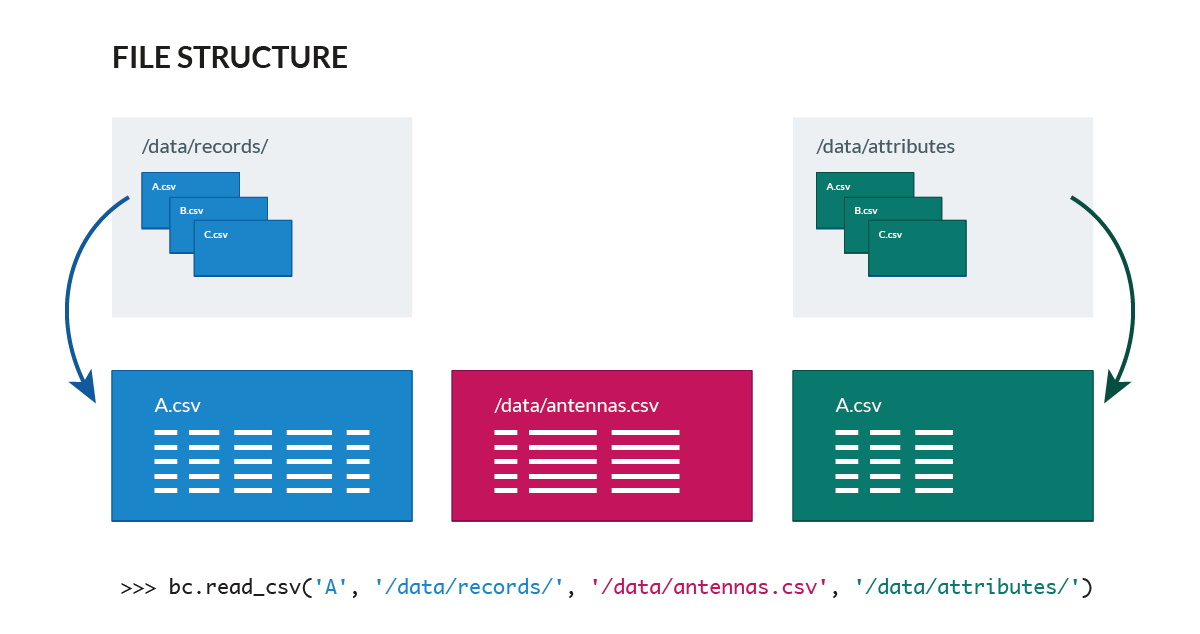 FILE STRUCTURE
/data/records/
A.csv
B.csv
C.csv
/data/attributes
A.csv
B.csv
C.csv
A.csv
/data/antennas.csv
A.csv
>>> bc.read_csv('A', '/data/records/', '/data/antennas.csv', '/data/attributes/')